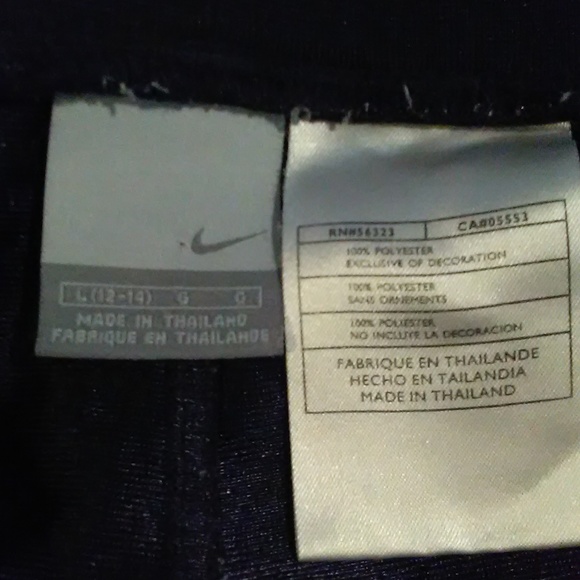 L (12-14) G G
MADE IN THAILAND
FABRIQUE EN THAILANDE
RN#56323 CA#05553
100% POLYESTER
EXCLUSIVE OF DECORATION
100% POLYESTER
SANS ORNEMENTS
100% POLIESTER
NO INCLUYE LA DECORACION
FABRIQUE EN THAILANDE
HECHO EN TAILANDIA
MADE IN THAILAND